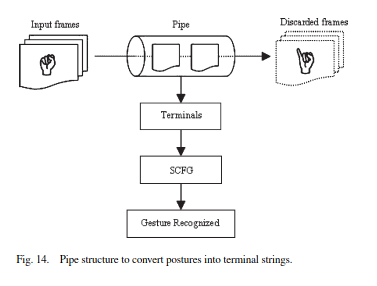 Input frames
Pipe
Discarded frames
Terminals
SCFG
Gesture Recognized
Fig. 14. Pipe structure to convert postures into terminal strings.